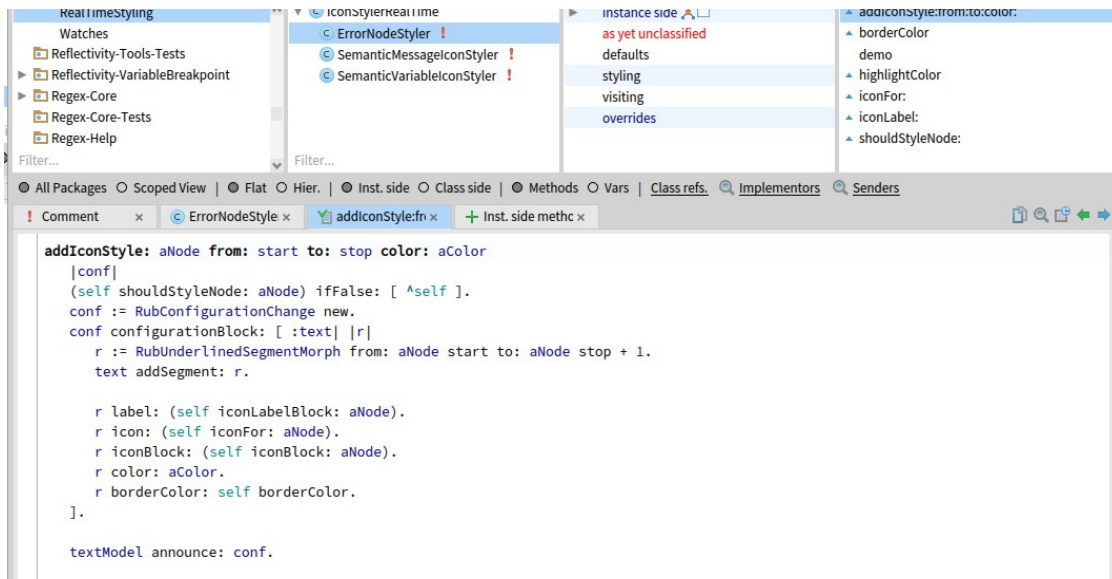 RealTimeStyling
Watches
Reflectivity-Tools-Tests
Reflectivity-VariableBreakpoint
Regex-Core
Regex-Core-Tests
Regex-Help
Filter...
IconStylerRealTime
ErrorNodeStyler !
SemanticMessageIconStyler !
SemanticVariableIconStyler !
Filter...
instance side
as yet unclassified
defaults
styling
visiting
overrides
addIconStyle:from:to:color:
borderColor
demo
highlightColor
iconFor:
iconLabel:
shouldStyleNode:
All Packages Scoped View | Flat Hier. | Inst. side Class side | Methods Vars | Class refs. Implementors Senders
! Comment × ErrorNodeStyle × addIconStyle:fr × Inst. side metho ×
addIconStyle: aNode from: start to: stop color: aColor
|conf|
(self shouldStyleNode: aNode) ifFalse: [ ^self ].
conf := RubConfigurationChange new.
conf configurationBlock: [ :text| |r|
r := RubUnderlinedSegmentMorph from: aNode start to: aNode stop + 1.
text addSegment: r.
r label: (self iconLabelBlock: aNode).
r icon: (self iconFor: aNode).
r iconBlock: (self iconBlock: aNode).
r color: aColor.
r borderColor: self borderColor.
].
textModel announce: conf.